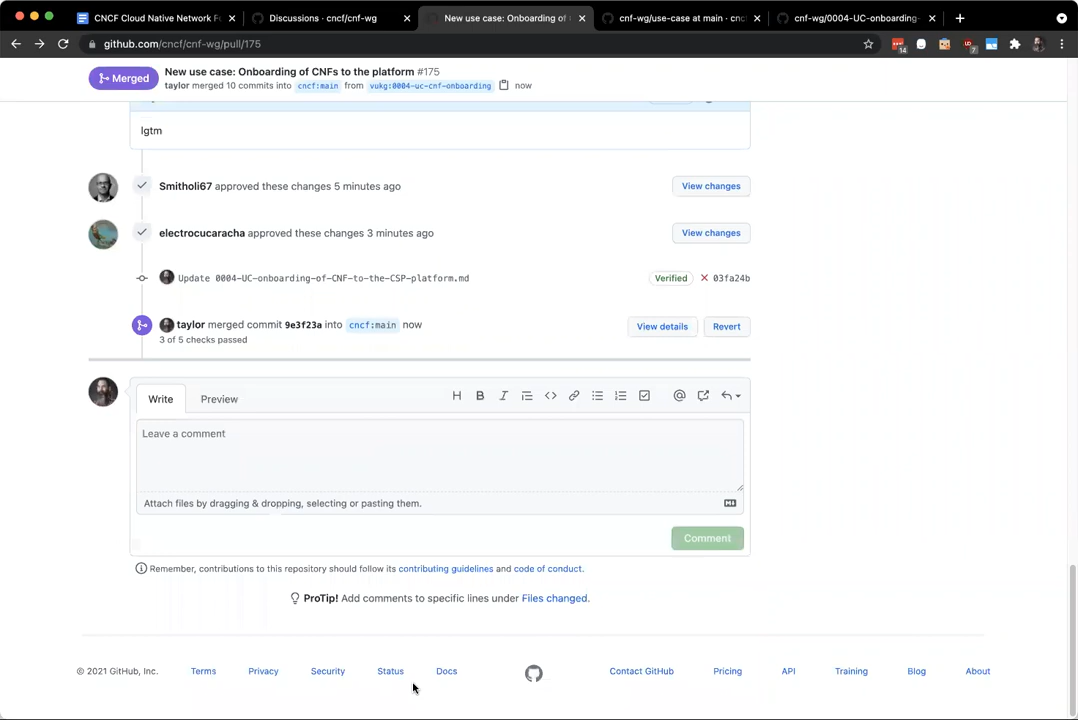 CNCF Cloud Native Network F
Discussions · cncf/cnf-wg
New use case: Onboarding of
cnf-wg/use-case at main · cnc
cnf-wg/0004-UC-onboarding-
github.com/cncf/cnf-wg/pull/175
14
7
Merged
New use case: Onboarding of CNFs to the platform #175
taylor merged 10 commits into cncf:main from vukg:0004-uc-cnf-onboarding now
lgtm
Smitholi67 approved these changes 5 minutes ago
View changes
electrocucaracha approved these changes 3 minutes ago
View changes
Update 0004-UC-onboarding-of-CNF-to-the-CSP-platform.md
Verified
03fa24b
taylor merged commit 9e3f23a into cncf:main now
View details
Revert
3 of 5 checks passed
Write
Preview
Leave a comment
Attach files by dragging & dropping, selecting or pasting them.
Comment
Remember, contributions to this repository should follow its contributing guidelines and code of conduct.
ProTip! Add comments to specific lines under Files changed.
© 2021 GitHub, Inc.
Terms
Privacy
Security
Status
Docs
Contact GitHub
Pricing
API
Training
Blog
About